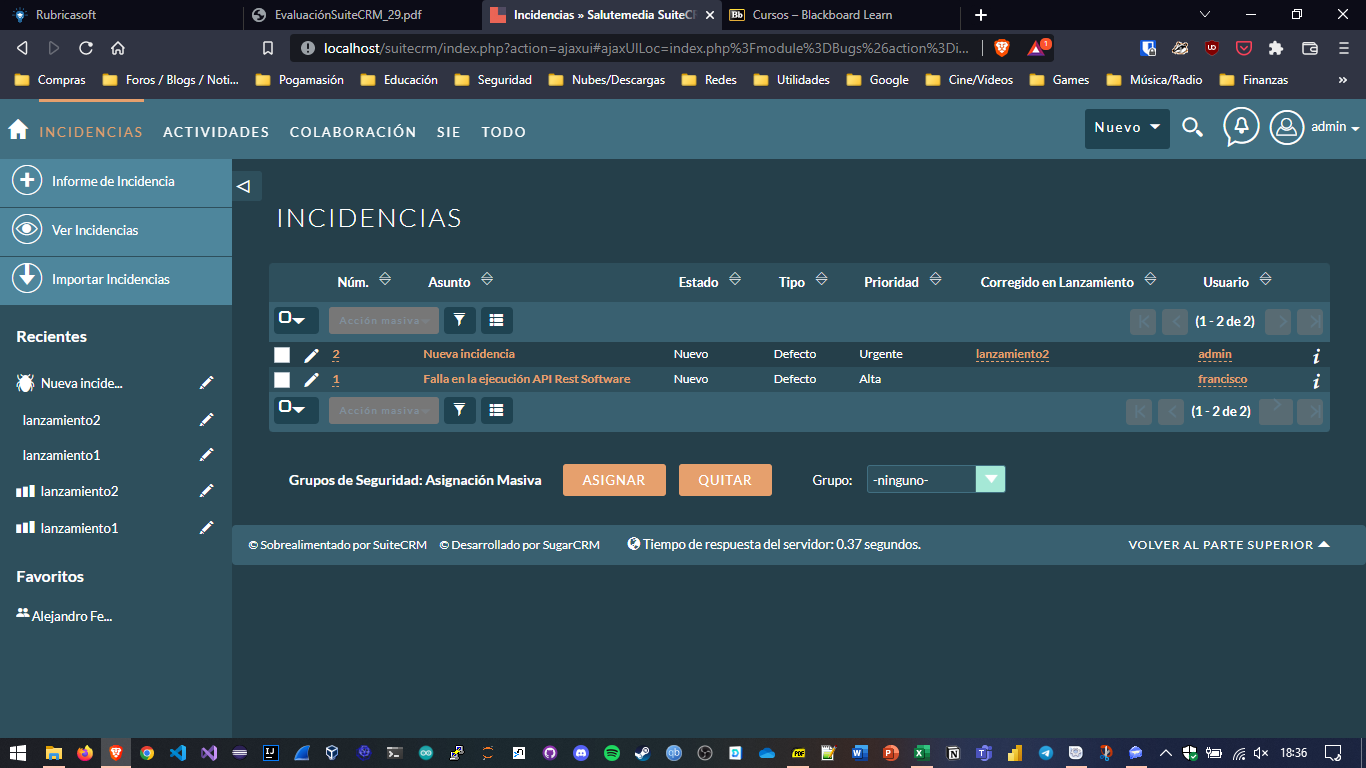 Rubricasoft
EvaluaciónSuiteCRM_29.pdf
Incidencias » Salutemedia SuiteCR
Cursos – Blackboard Learn
localhost/suitecrm/index.php?action=ajaxui#ajaxUILoc=index.php%3Fmodule%3DBugs%26action%3Di...
1
Compras
Foros / Blogs / Noti...
Pogamasión
Educación
Seguridad
Nubes/Descargas
Redes
Utilidades
Google
Cine/Videos
Games
Música/Radio
Finanzas
»
INCIDENCIAS
ACTIVIDADES
COLABORACIÓN
SIE
TODO
Nuevo
admin
Informe de Incidencia
Ver Incidencias
Importar Incidencias
Recientes
Nueva incide...
lanzamiento2
lanzamiento1
lanzamiento2
lanzamiento1
Favoritos
Alejandro Fe...
INCIDENCIAS
Núm. Asunto Estado Tipo Prioridad Corregido en Lanzamiento Usuario
Acción masiva (1 - 2 de 2)
2 Nueva incidencia Nuevo Defecto Urgente lanzamiento2 admin
1 Falla en la ejecución API Rest Software Nuevo Defecto Alta francisco
Acción masiva (1 - 2 de 2)
Grupos de Seguridad: Asignación Masiva ASIGNAR QUITAR Grupo: -ninguno-
© Sobrealimentado por SuiteCRM © Desarrollado por SugarCRM Tiempo de respuesta del servidor: 0.37 segundos. VOLVER AL PARTE SUPERIOR
18:36